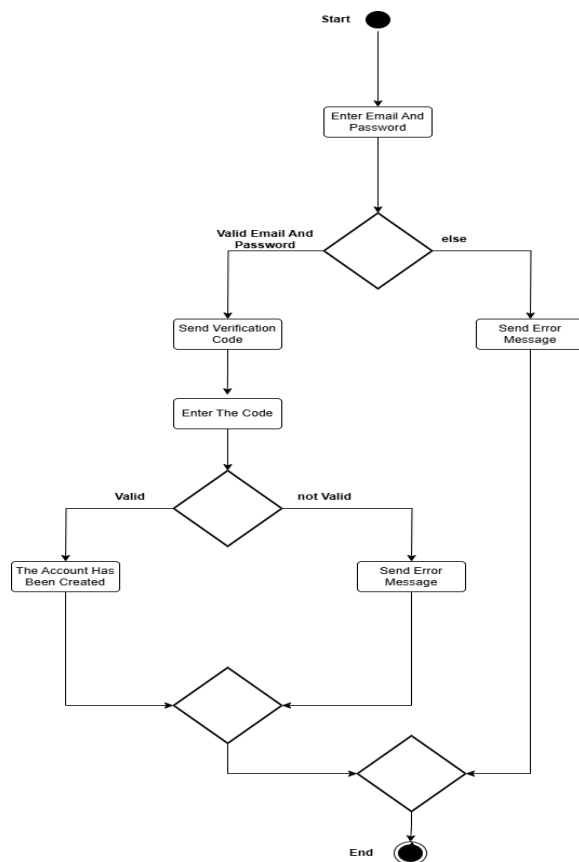 Start
Enter Email And
Password
Valid Email And
Password
else
Send Verification
Code
Send Error
Message
Enter The Code
Valid
not Valid
The Account Has
Been Created
Send Error
Message
End